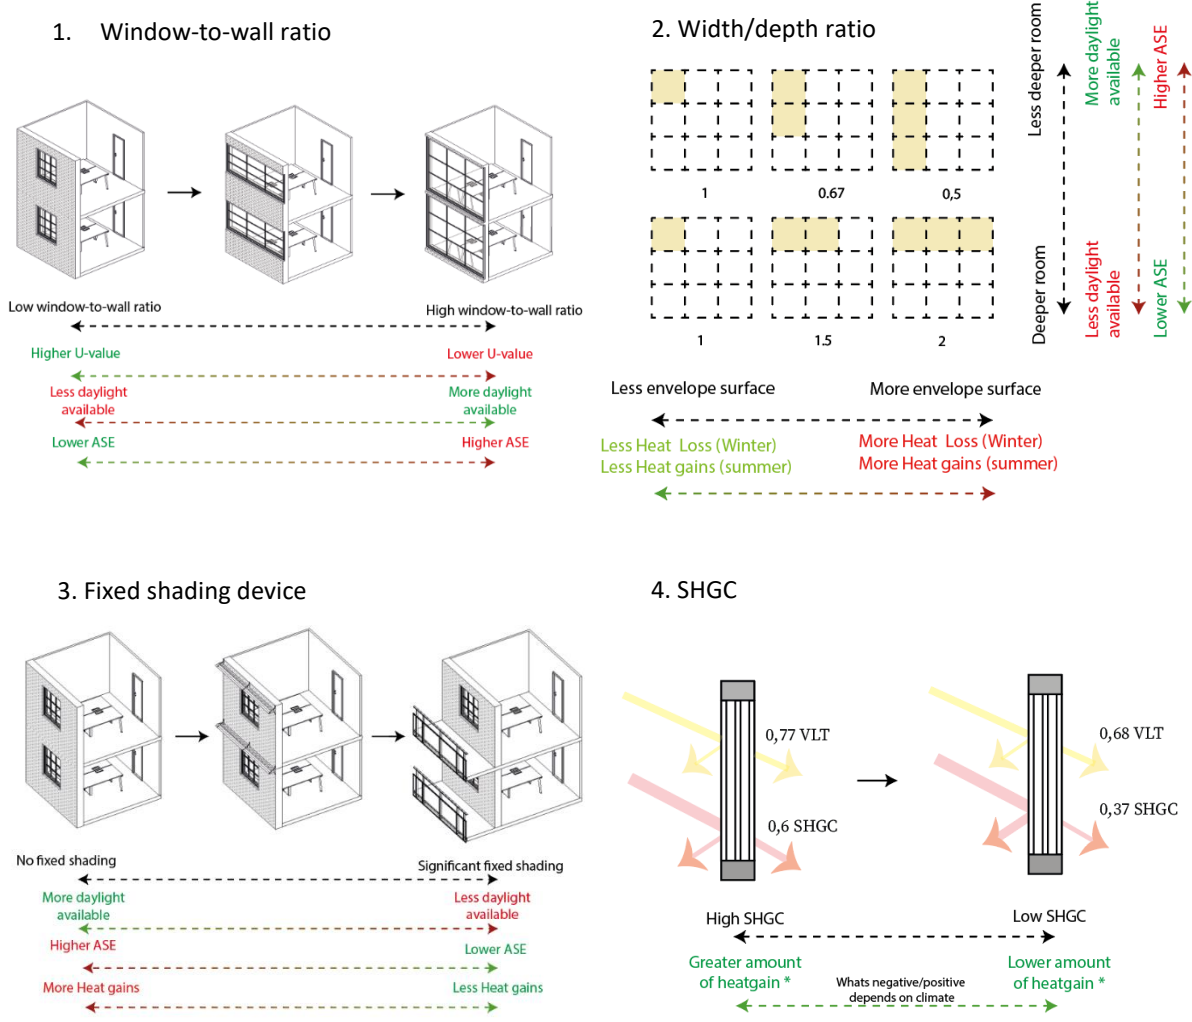 1. Window-to-wall ratio
Low window-to-wall ratio
High window-to-wall ratio
Higher U-value
Lower U-value
Less daylight
available
More daylight
available
Lower ASE
Higher ASE
2. Width/depth ratio
1
0.67
0,5
1
1.5
2
Less deeper room
Deeper room
More daylight
available
Less daylight
available
Higher ASE
Lower ASE
Less envelope surface
More envelope surface
Less Heat Loss (Winter)
Less Heat gains (summer)
More Heat Loss (Winter)
More Heat gains (summer)
3. Fixed shading device
No fixed shading
Significant fixed shading
More daylight
available
Less daylight
available
Higher ASE
Lower ASE
More Heat gains
Less Heat gains
4. SHGC
0,77 VLT
0,6 SHGC
0,68 VLT
0,37 SHGC
High SHGC
Low SHGC
Greater amount
of heatgain *
Whats negative/positive
depends on climate
Lower amount
of heatgain *